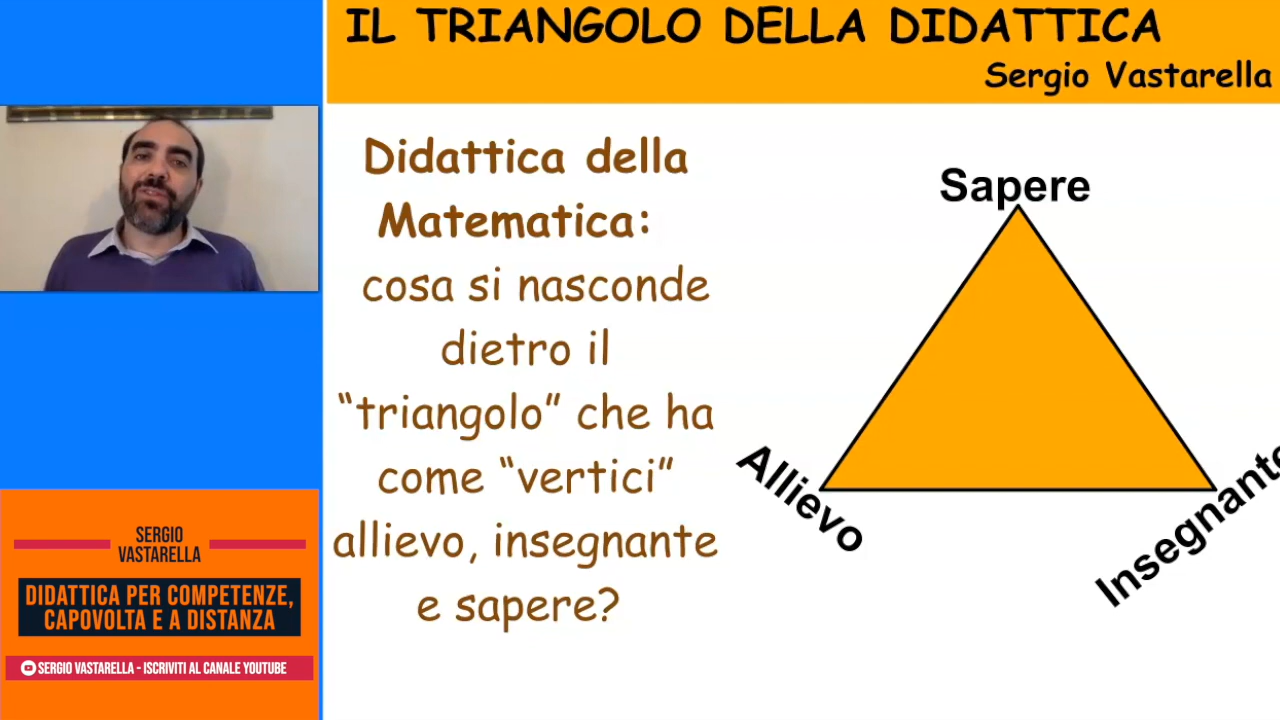 IL TRIANGOLO DELLA DIDATTICA
Sergio Vastarella
Didattica della
Matematica:
cosa si nasconde
dietro il
“triangolo” che ha
come “vertici”
allievo, insegnante
e sapere?
Sapere
Allievo
Insegnante
SERGIO
VASTARELLA
DIDATTICA PER COMPETENZE,
CAPOVOLTA E A DISTANZA
SERGIO VASTARELLA - ISCRIVITI AL CANALE YOUTUBE